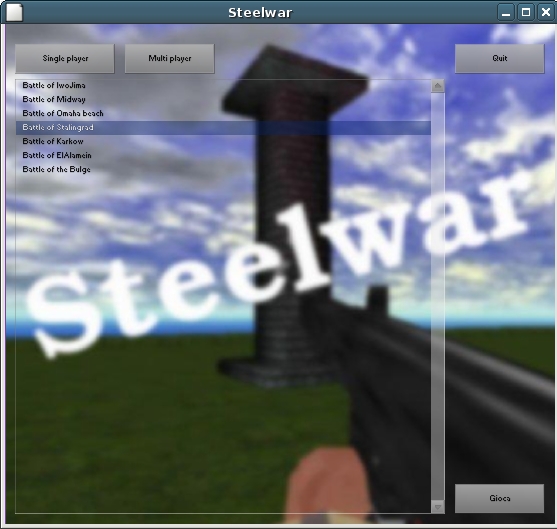 Steelwar
Single player
Multi player
Quit
Battle of IwoJima
Battle of Midway
Battle of Omaha beach
Battle of Stalingrad
Battle of Karkow
Battle of ElAlamein
Battle of the Bulge
Steelwar
Gioca